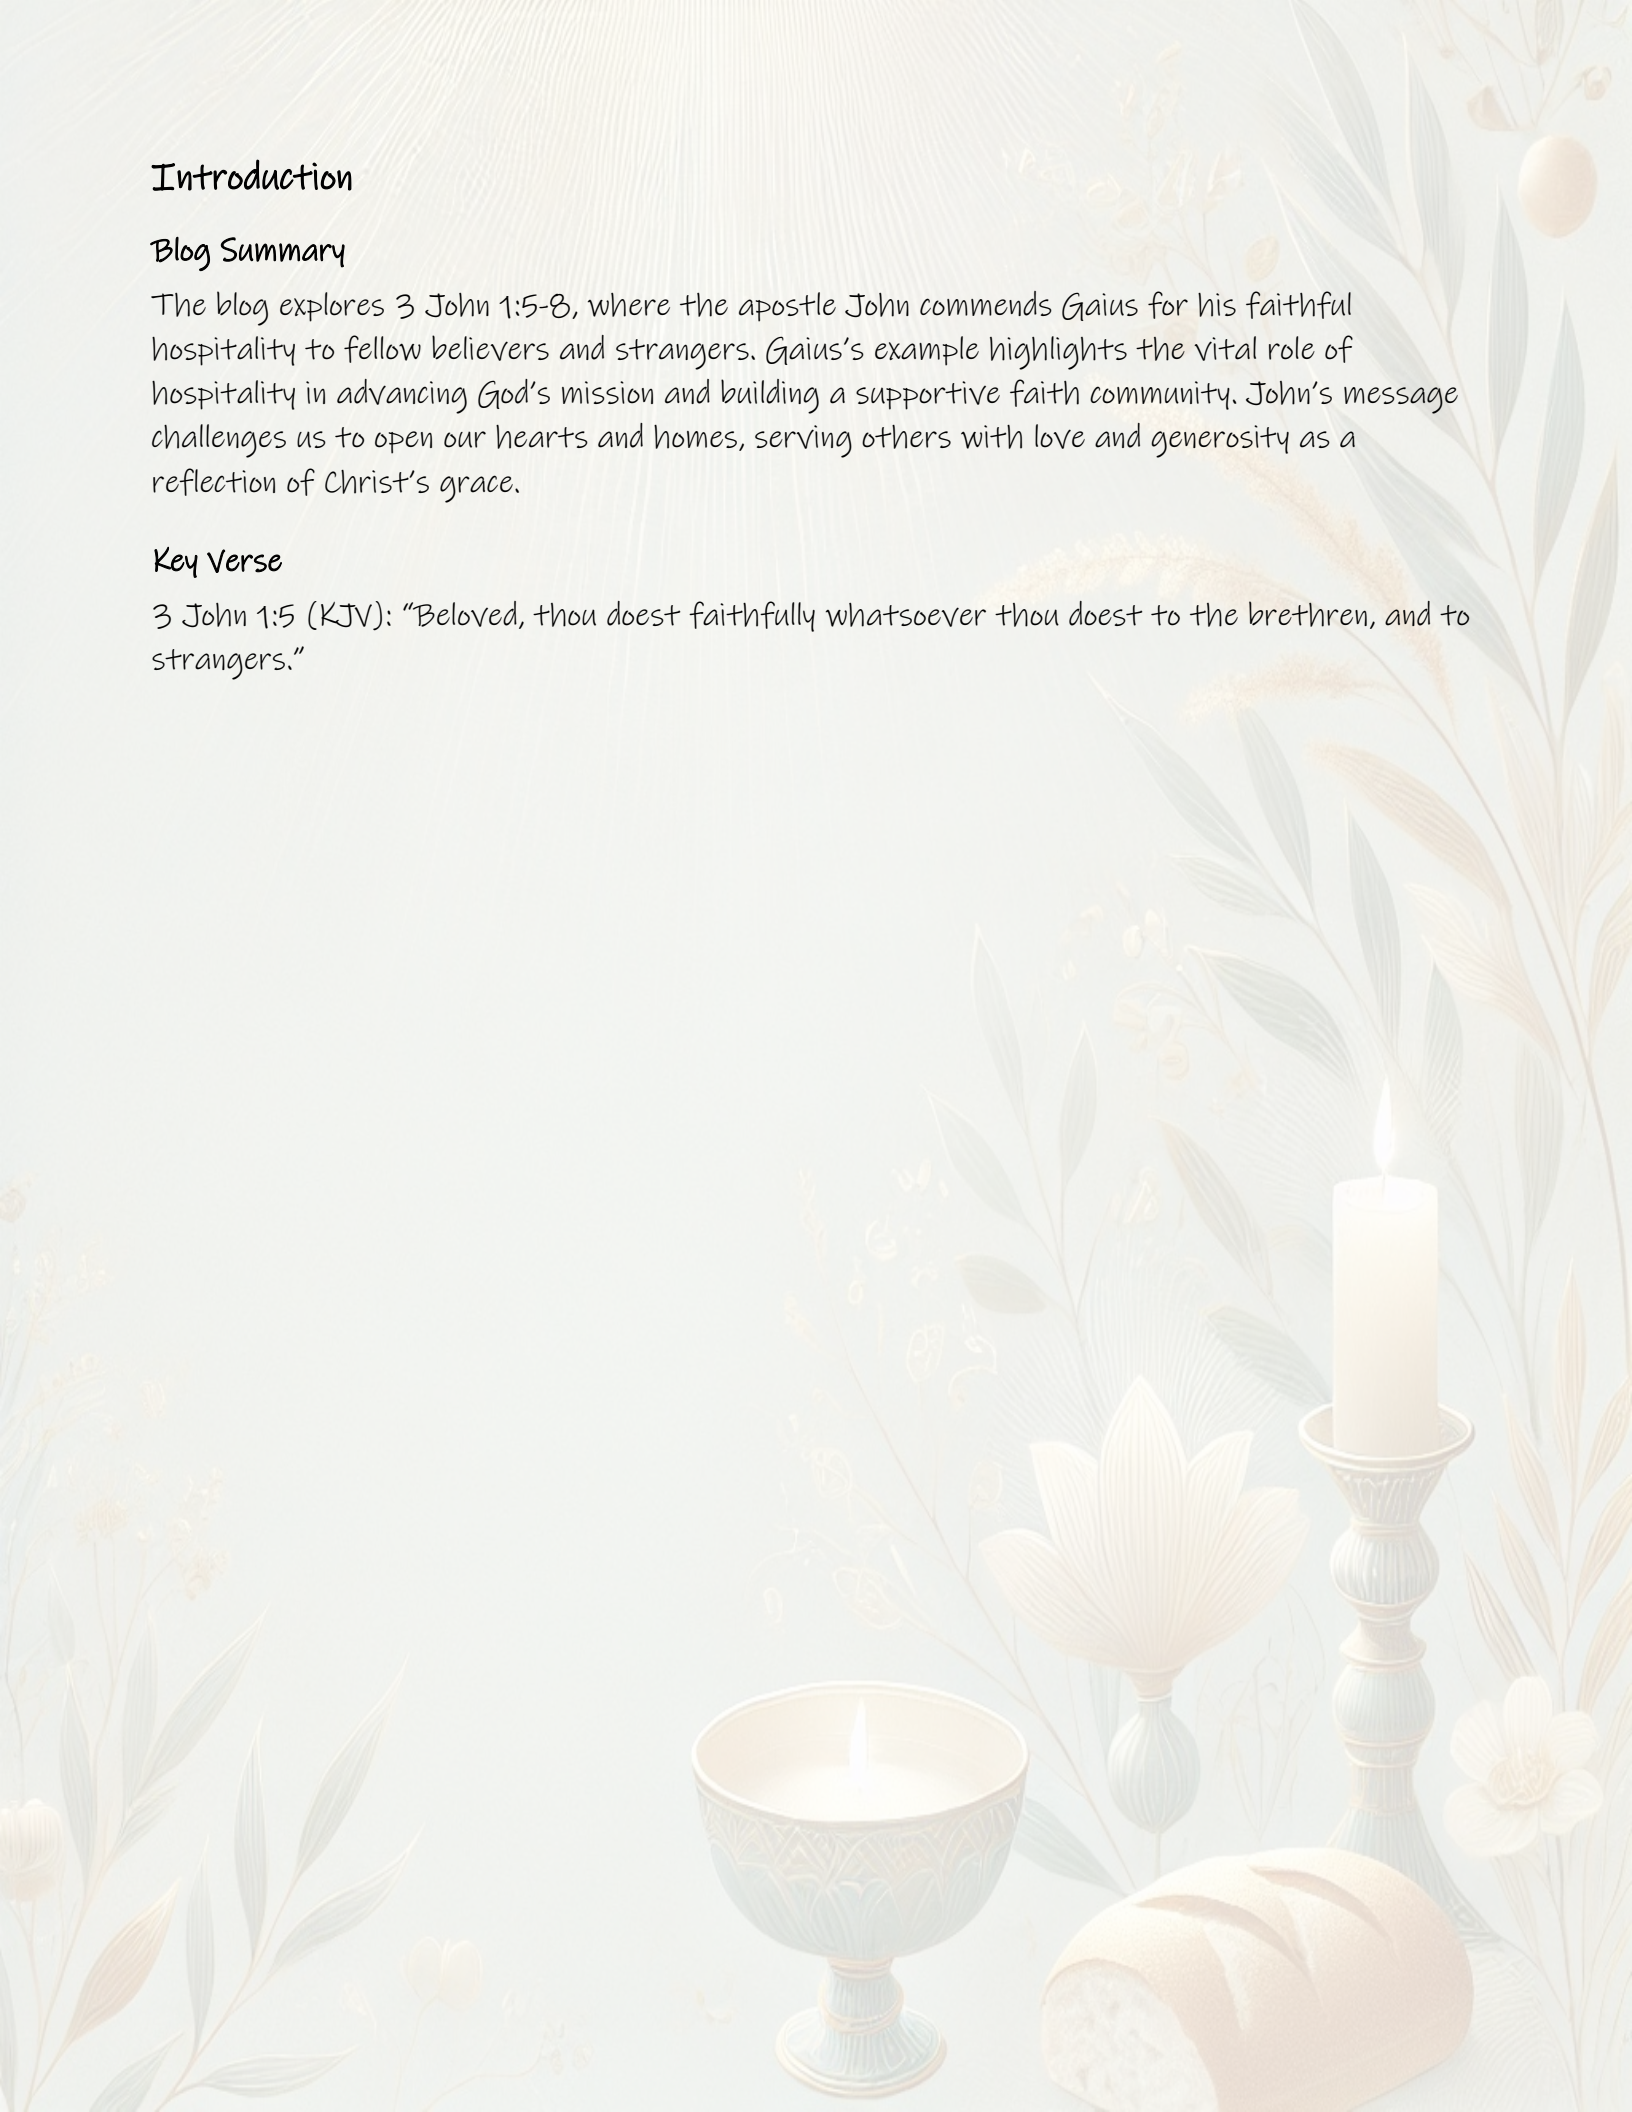 Introduction
Blog Summary
The blog explores 3 John 1:5-8, where the apostle John commends Gaius for his faithful
hospitality to fellow believers and strangers. Gaius’s example highlights the vital role of
hospitality in advancing God’s mission and building a supportive faith community. John’s message
challenges us to open our hearts and homes, serving others with love and generosity as a
reflection of Christ’s grace.
Key Verse
3 John 1:5 (KJV): “Beloved, thou doest faithfully whatsoever thou doest to the brethren, and to
strangers.”